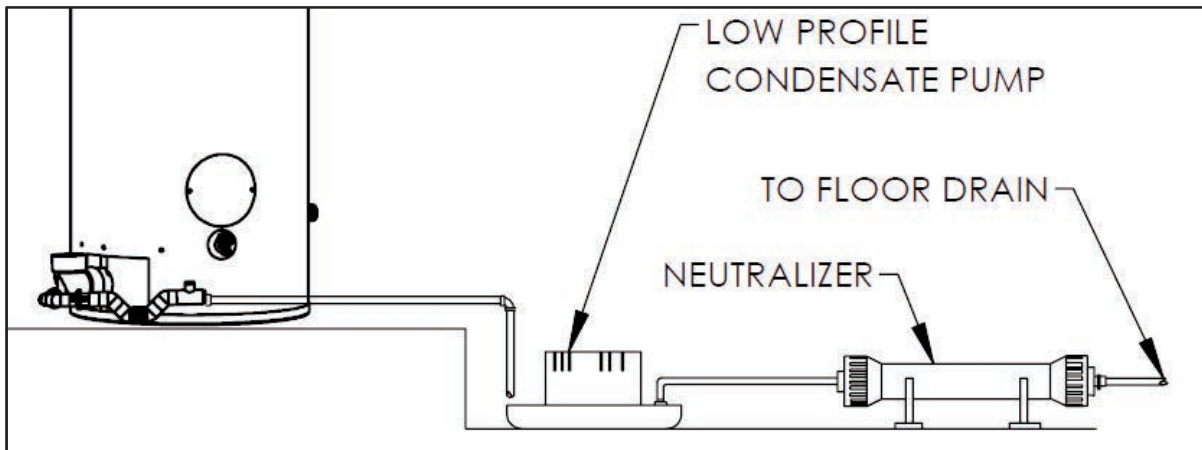 LOW PROFILE
CONDENSATE PUMP
TO FLOOR DRAIN
NEUTRALIZER